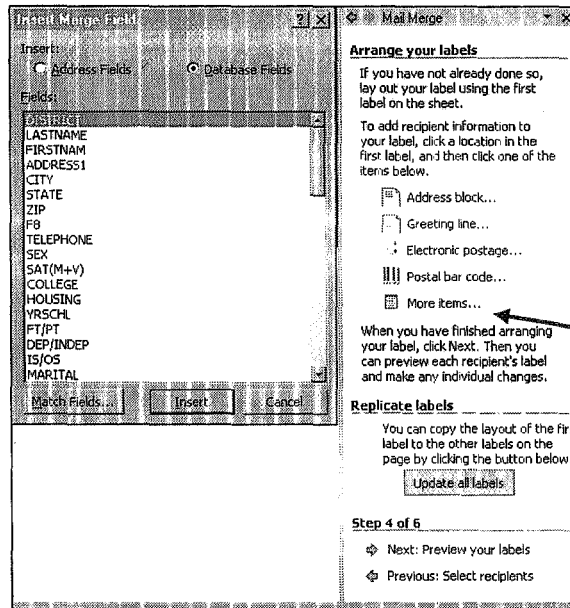 Insert Merge Field
Insert:
Address Fields
Database Fields
Fields:
DISTRICT
LASTNAME
FIRSTNAM
ADDRESS1
CITY
STATE
ZIP
F8
TELEPHONE
SEX
SAT(M+V)
COLLEGE
HOUSING
YRSCHL
FT/PT
DEP/INDEP
IS/OS
MARITAL
Match Fields...
Insert
Cancel
Mail Merge
Arrange your labels
If you have not already done so,
lay out your label using the first
label on the sheet.
To add recipient information to
your label, click a location in the
first label, and then click one of the
items below.
Address block...
Greeting line...
Electronic postage...
Postal bar code...
More items...
When you have finished arranging
your label, click Next. Then you
can preview each recipient's label
and make any individual changes.
Replicate labels
You can copy the layout of the fir
label to the other labels on the
page by clicking the button below
Update all labels
Step 4 of 6
Next: Preview your labels
Previous: Select recipients